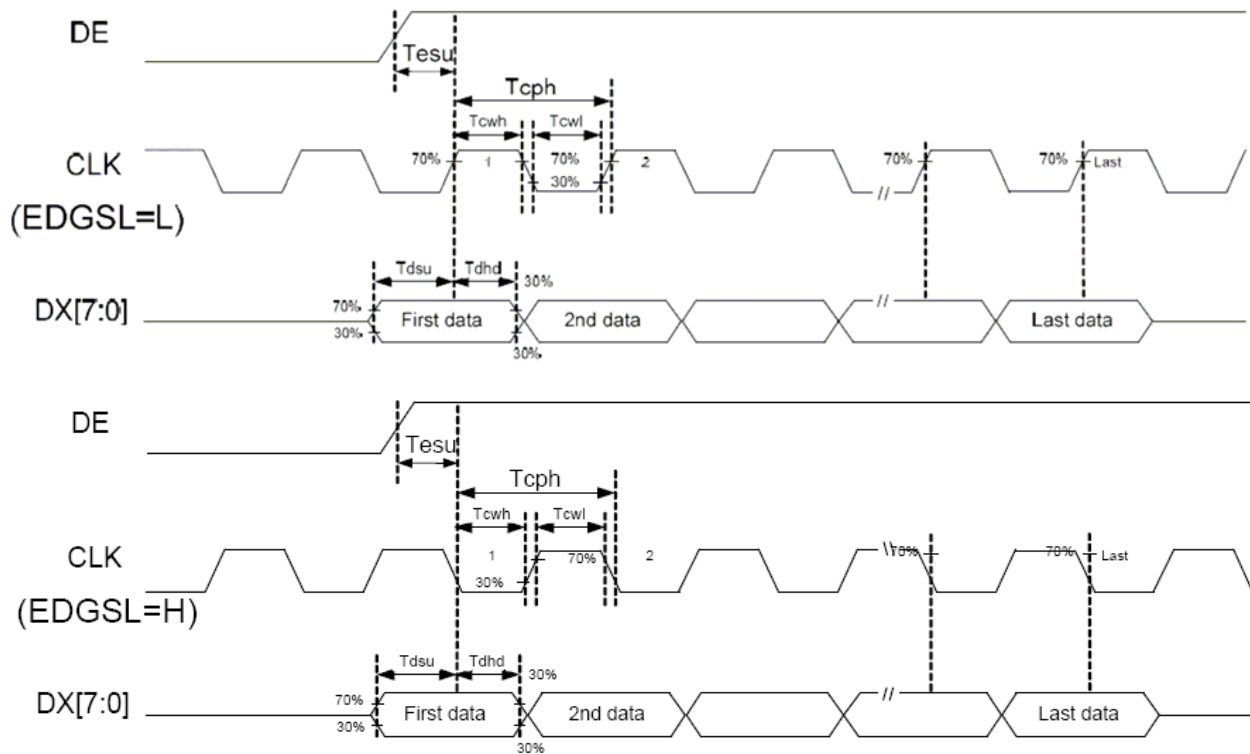 DE
Tesu
Tcph
Tcwh Tcwl
CLK 70% 1 70% 2 70% 70% Last
30% //
(EDGSL=L)
Tdsu Tdhd 30%
DX[7:0] 70% First data 2nd data // Last data
30%
30%
DE
Tesu
Tcph
Tcwh Tcwl
CLK 1 70% 2 \\ 70% 70% Last
30%
(EDGSL=H)
Tdsu Tdhd 30%
DX[7:0] 70% First data 2nd data // Last data
30%
30%